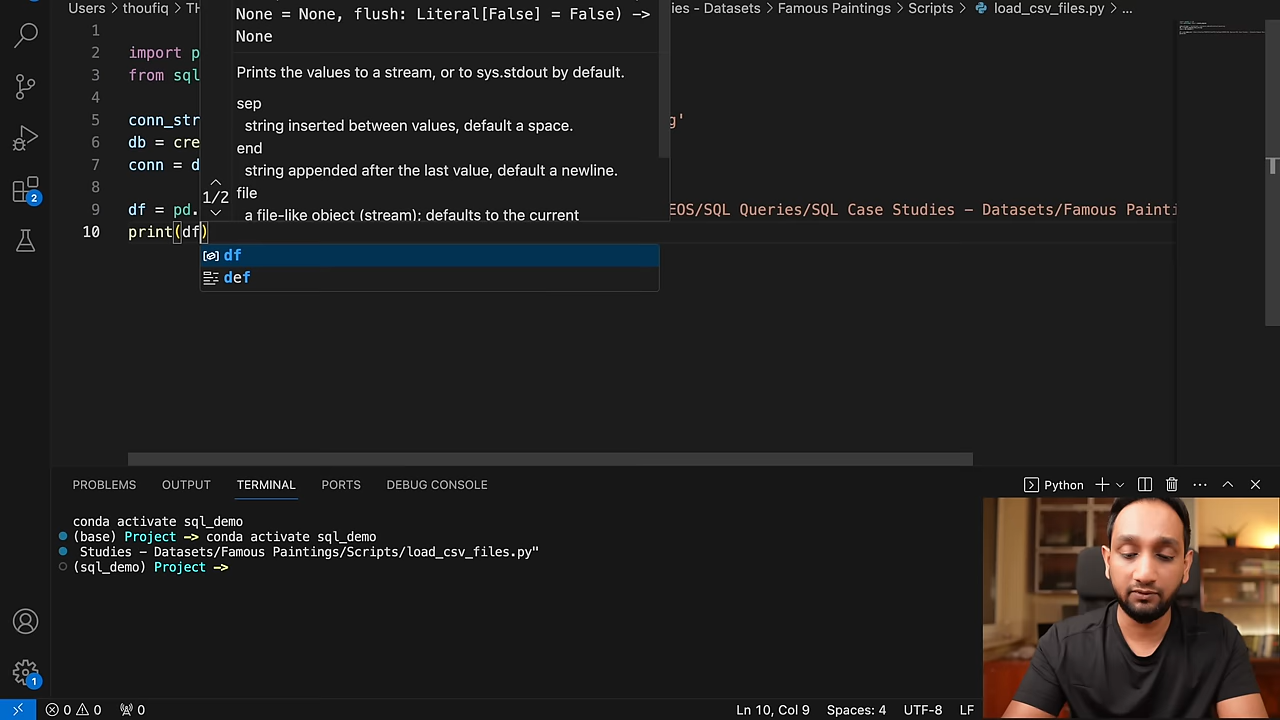 Users > thoufiq > TH
ies - Datasets > Famous Paintings > Scripts > load_csv_files.py > ...
None = None, flush: Literal[False] = False) ->
None
Prints the values to a stream, or to sys.stdout by default.
sep
string inserted between values, default a space.
end
string appended after the last value, default a newline.
file
a file-like object (stream); defaults to the current
1/2
1
2 import p
3 from sql
4
5 conn_str g'
6 db = cre
7 conn = d
8
9 df = pd. EOS/SQL Queries/SQL Case Studies - Datasets/Famous Painti
10 print(df)
df
def
2
PROBLEMS OUTPUT TERMINAL PORTS DEBUG CONSOLE
Python
conda activate sql_demo
(base) Project -> conda activate sql_demo
Studies - Datasets/Famous Paintings/Scripts/load_csv_files.py"
(sql_demo) Project ->
1
0 0 0 Ln 10, Col 9 Spaces: 4 UTF-8 LF